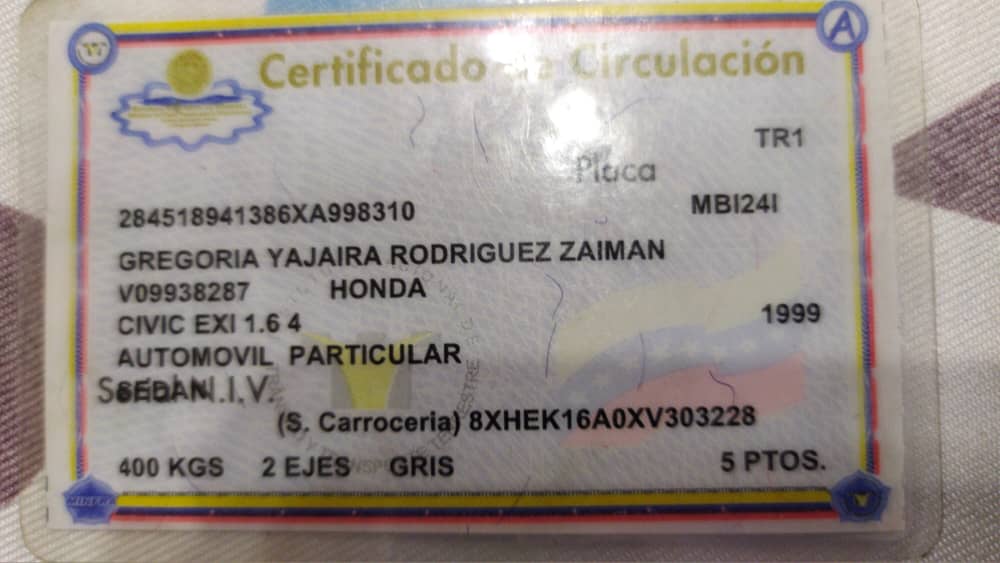 Certificado de Circulación
TR1
Placa
284518941386XA998310 MBI24I
GREGORIA YAJAIRA RODRIGUEZ ZAIMAN
V09938287 HONDA
CIVIC EXI 1.6 4 1999
AUTOMOVIL PARTICULAR
SEDAN N.I.V.
(S. Carroceria) 8XHEK16A0XV303228
400 KGS 2 EJES GRIS 5 PTOS.